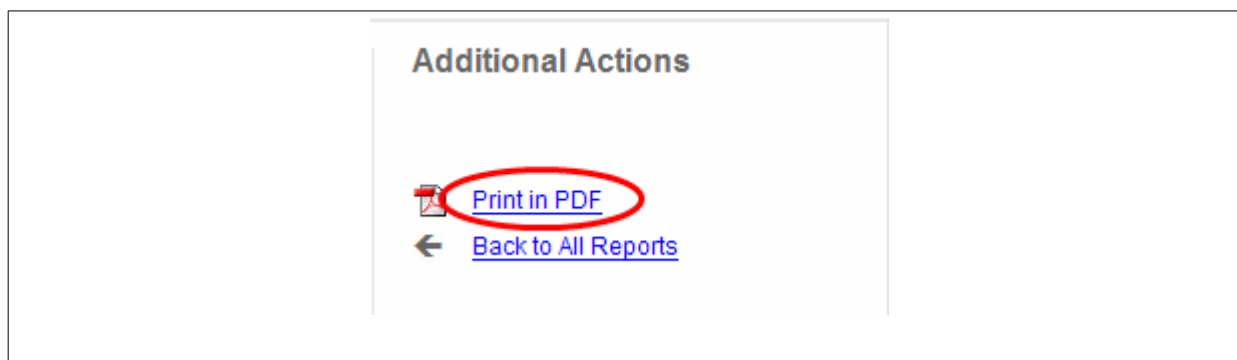 Additional Actions
Print in PDF
Back to All Reports